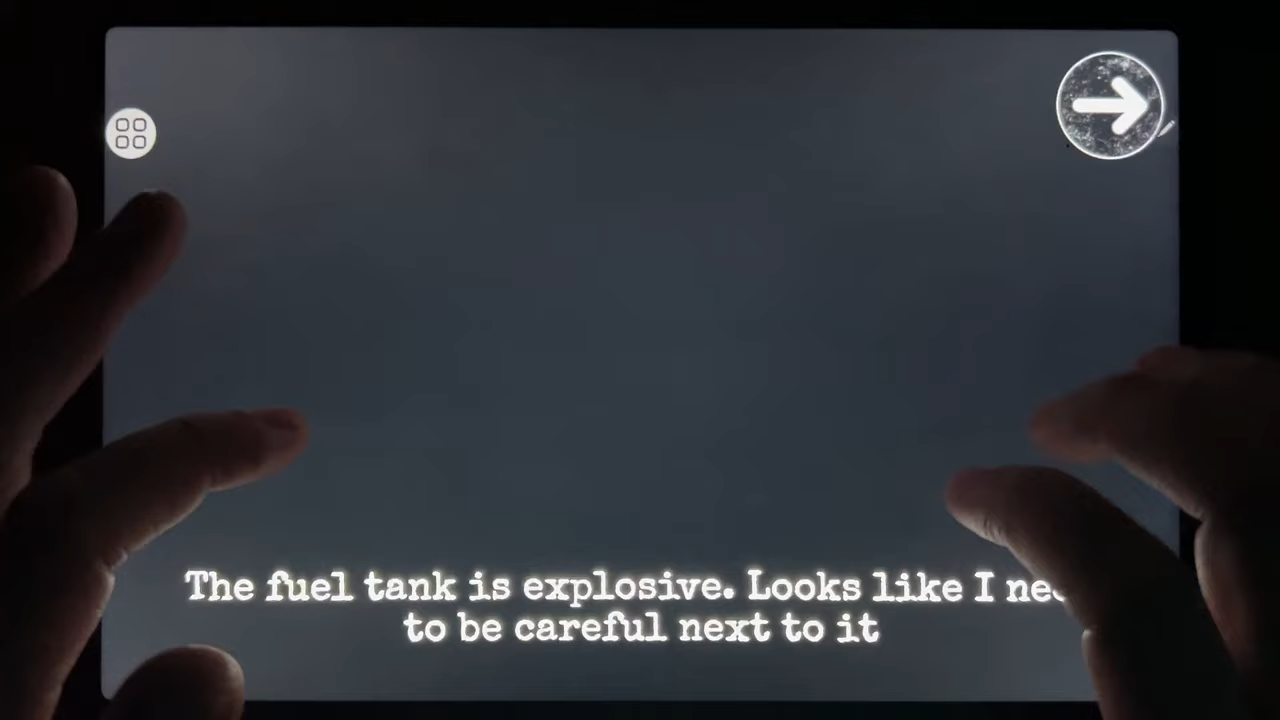 The fuel tank is explosive. Looks like I
to be careful next to it